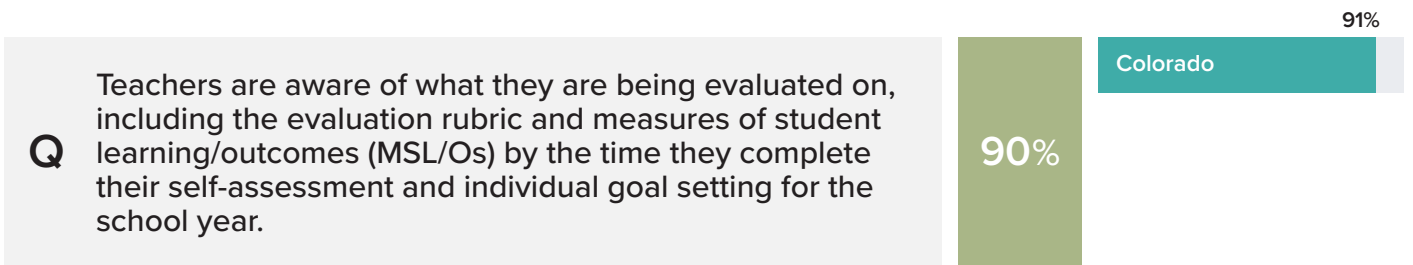 91%
Colorado
Q
Teachers are aware of what they are being evaluated on,
including the evaluation rubric and measures of student
learning/outcomes (MSL/Os) by the time they complete
their self-assessment and individual goal setting for the
school year.
90%